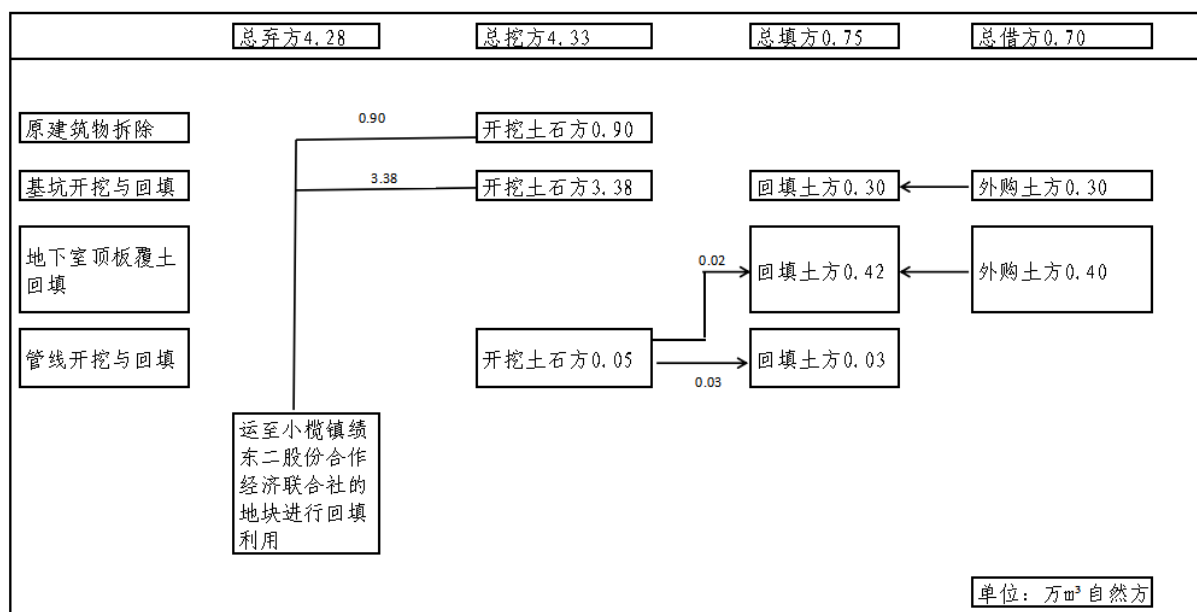 总弃方4.28 总挖方4.33 总填方0.75 总借方0.70
原建筑物拆除 0.90 开挖土石方0.90
基坑开挖与回填 3.38 开挖土石方3.38 回填土方0.30 外购土方0.30
地下室顶板覆土
回填
0.02 回填土方0.42 外购土方0.40
管线开挖与回填 开挖土石方0.05 0.03 回填土方0.03
运至小榄镇绩
东二股份合作
经济联合社的
地块进行回填
利用
单位：万m³自然方